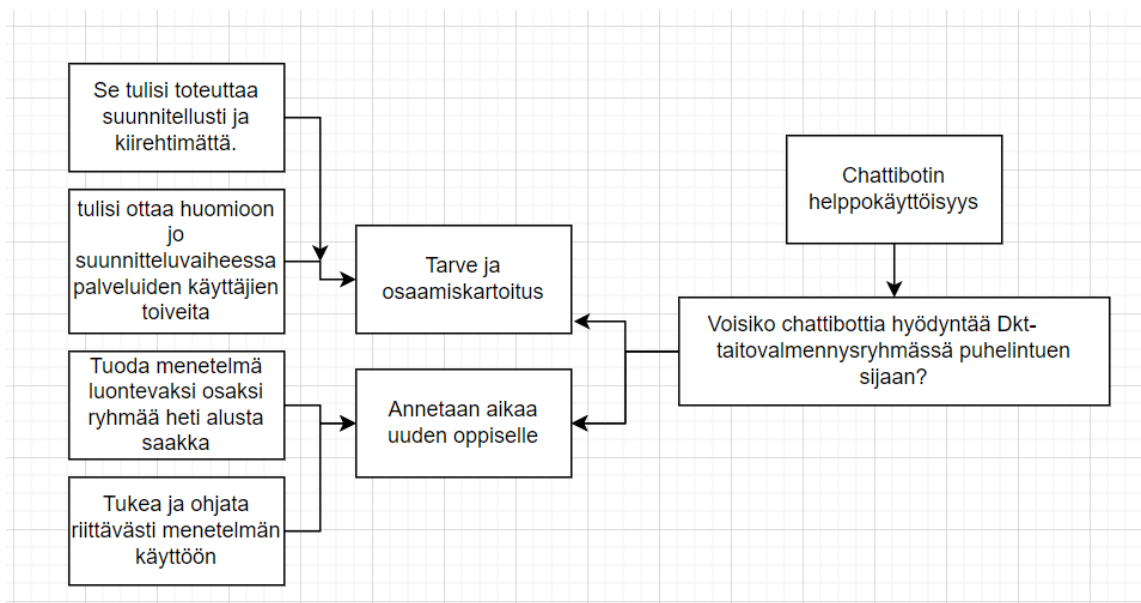 Se tulisi toteuttaa
suunnitellusti ja
kiirehtimättä.
tulisi ottaa huomioon
jo
suunnitteluvaiheessa
palveluiden käyttäjien
toiveita
Tuoda menetelmä
luontevaksi osaksi
ryhmää heti alusta
saakka
Tukea ja ohjata
riittävästi menetelmän
käyttöön
Tarve ja
osaamiskartoitus
Annetaan aikaa
uuden oppiselle
Chattibotin
helppokäyttöisyys
Voisiko chattibottia hyödyntää Dkt-
taitovalmennysryhmässä puhelintuen
sijaan?